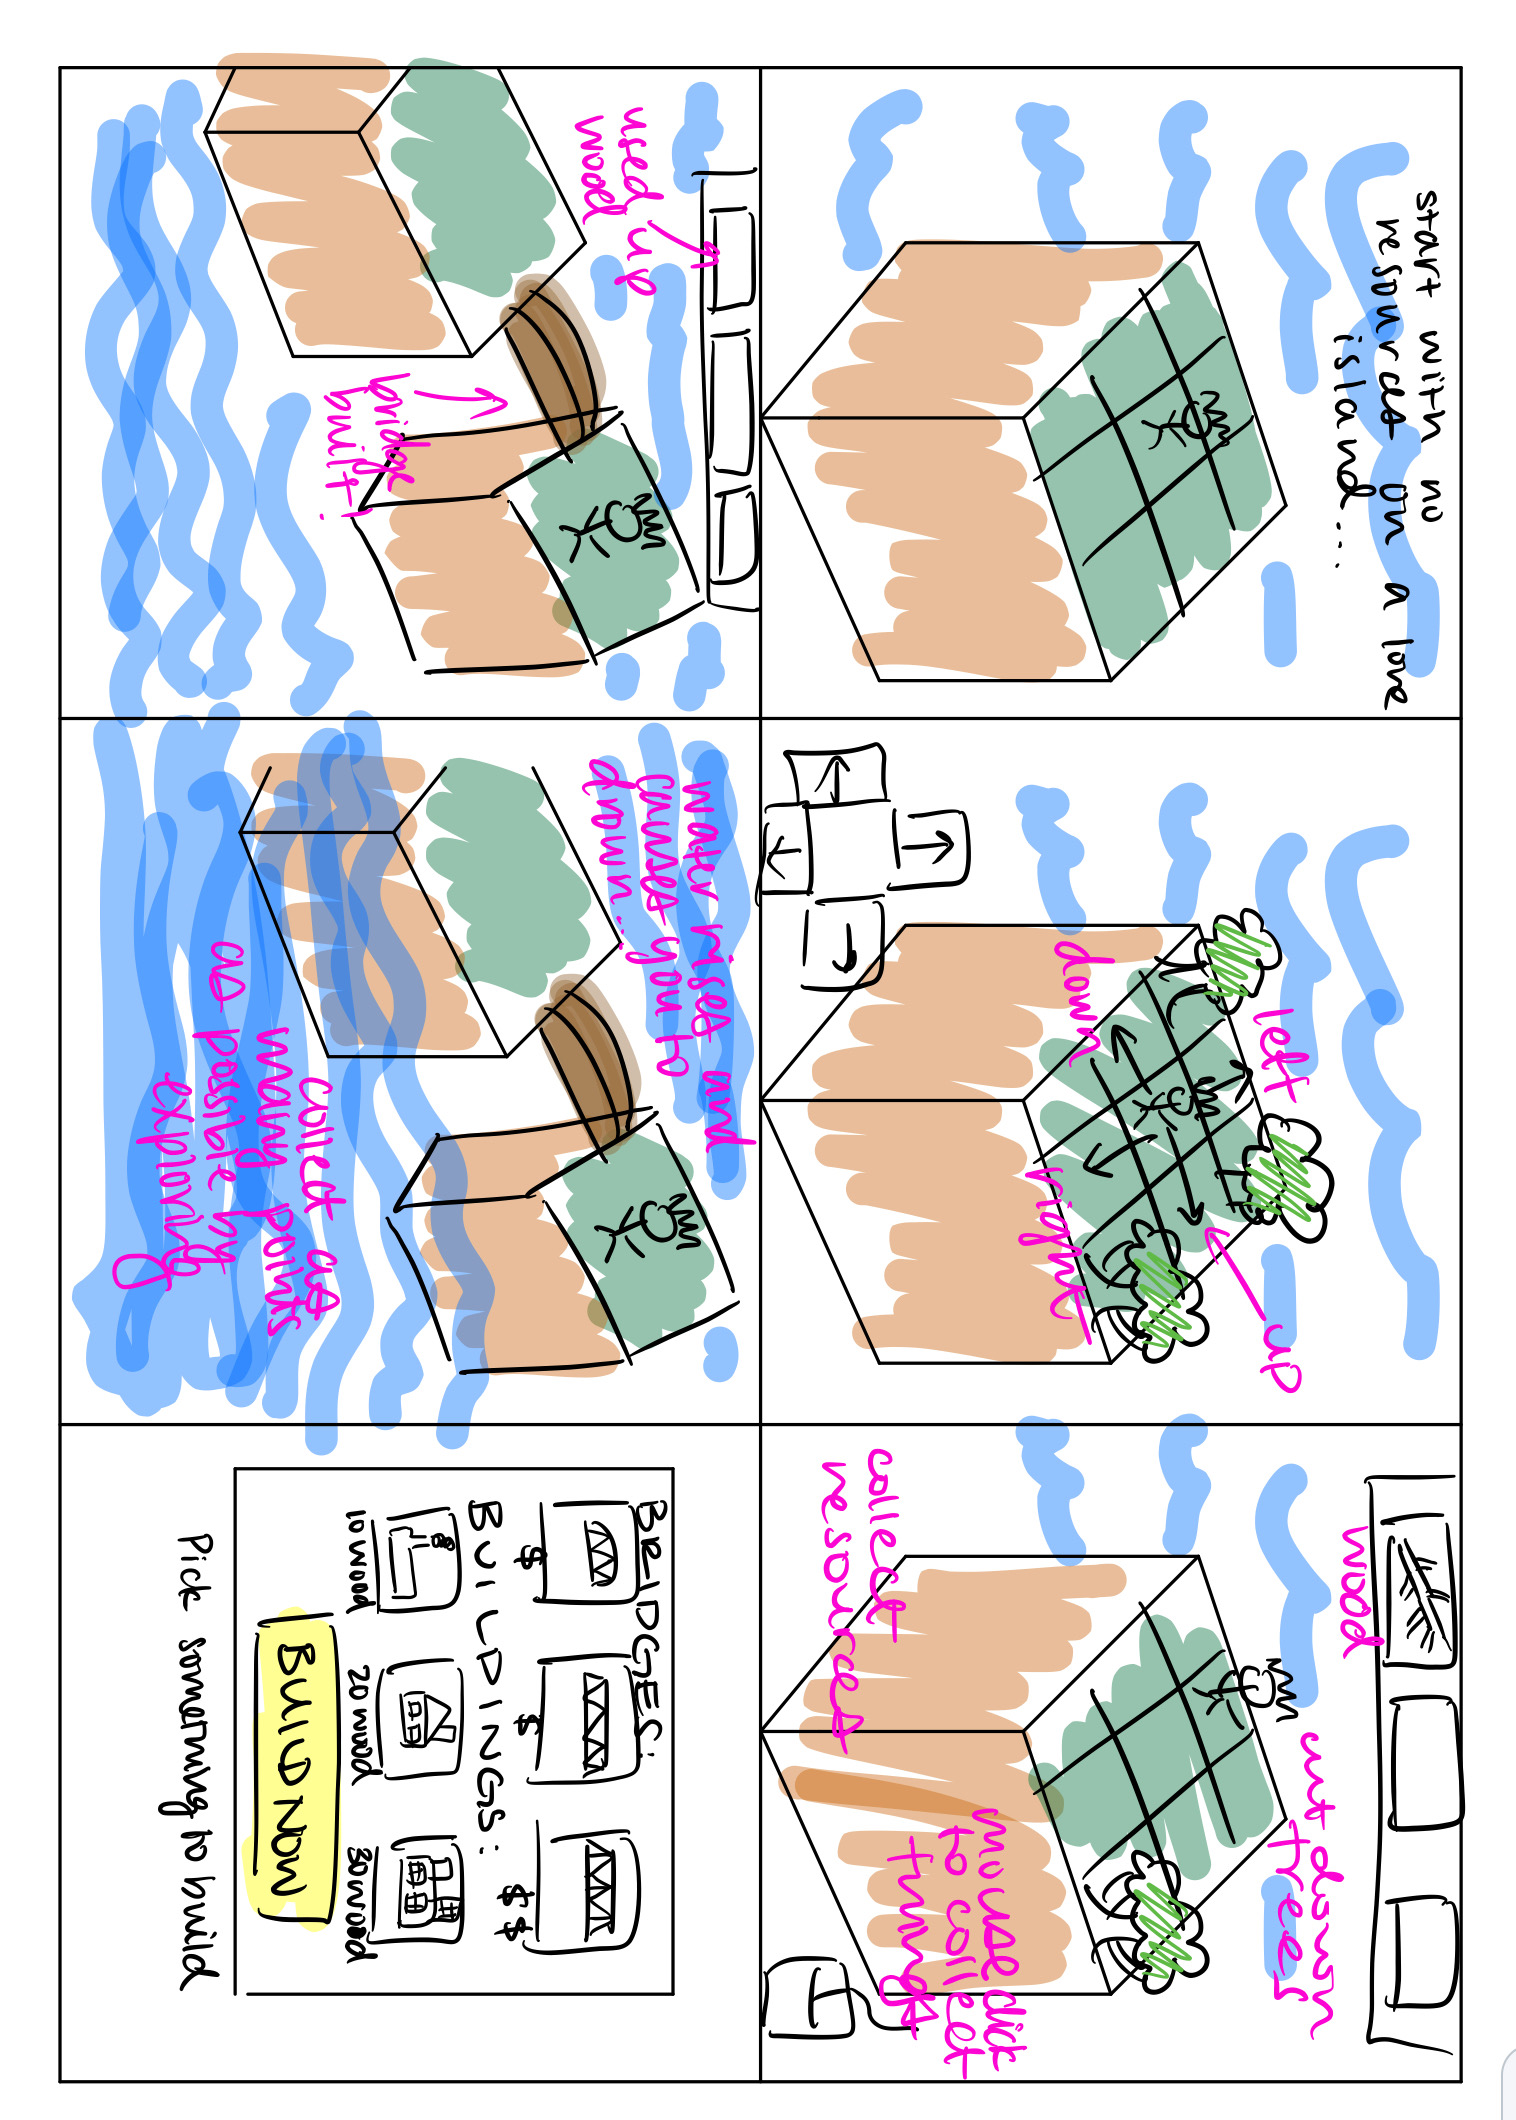 start with no
resources on a lone
island....
left
up
down
right
wood
cut down
trees
collect
resources
mouse click
to collect
things
used up
wood
bridge
built!
water rises and
causes you to
drown...
collect as
many points
as possible by
exploring
BRIDGES:
$ $ $$
BUILDINGS:
10 wood 20 wood 30 wood
BUILD NOW
Pick something to build